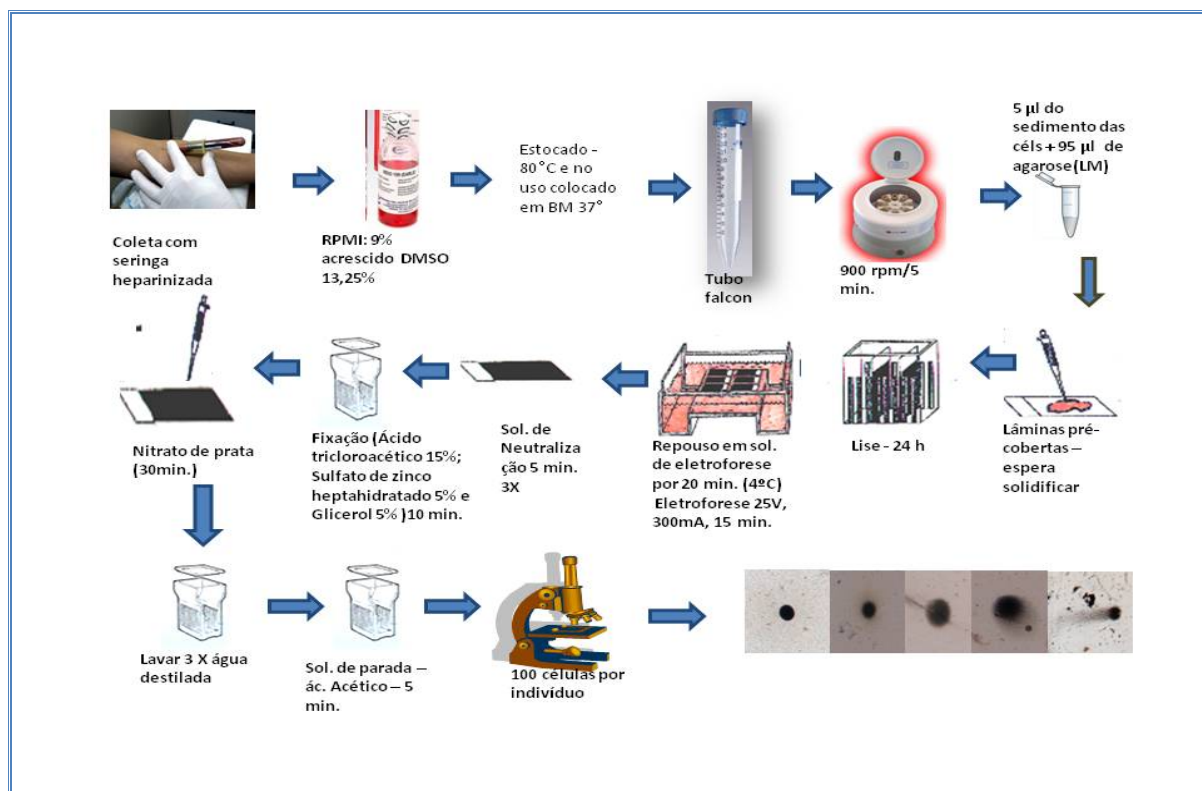 Coleta com
seringa
heparinizada
RPMI: 9%
acrescido DMSO
13,25%
Estocado -
80°C e no
uso colocado
em BM 37°
Tubo
falcon
900 rpm/5
min.
5 µl do
sedimento das
céls + 95 µl de
agarose(LM)
Lâminas pré-
cobertas –
espera
solidificar
Lise - 24 h
Repouso em sol.
de eletroforese
por 20 min. (4ºC)
Eletroforese 25V,
300mA, 15 min.
Sol. de
Neutraliza
ção 5 min.
3X
Fixação (Ácido
tricloroacético 15%;
Sulfato de zinco
heptahidratado 5% e
Glicerol 5% )10 min.
Nitrato de prata
(30min.)
Lavar 3 X água
destilada
Sol. de parada –
ác. Acético – 5
min.
100 células por
indivíduo